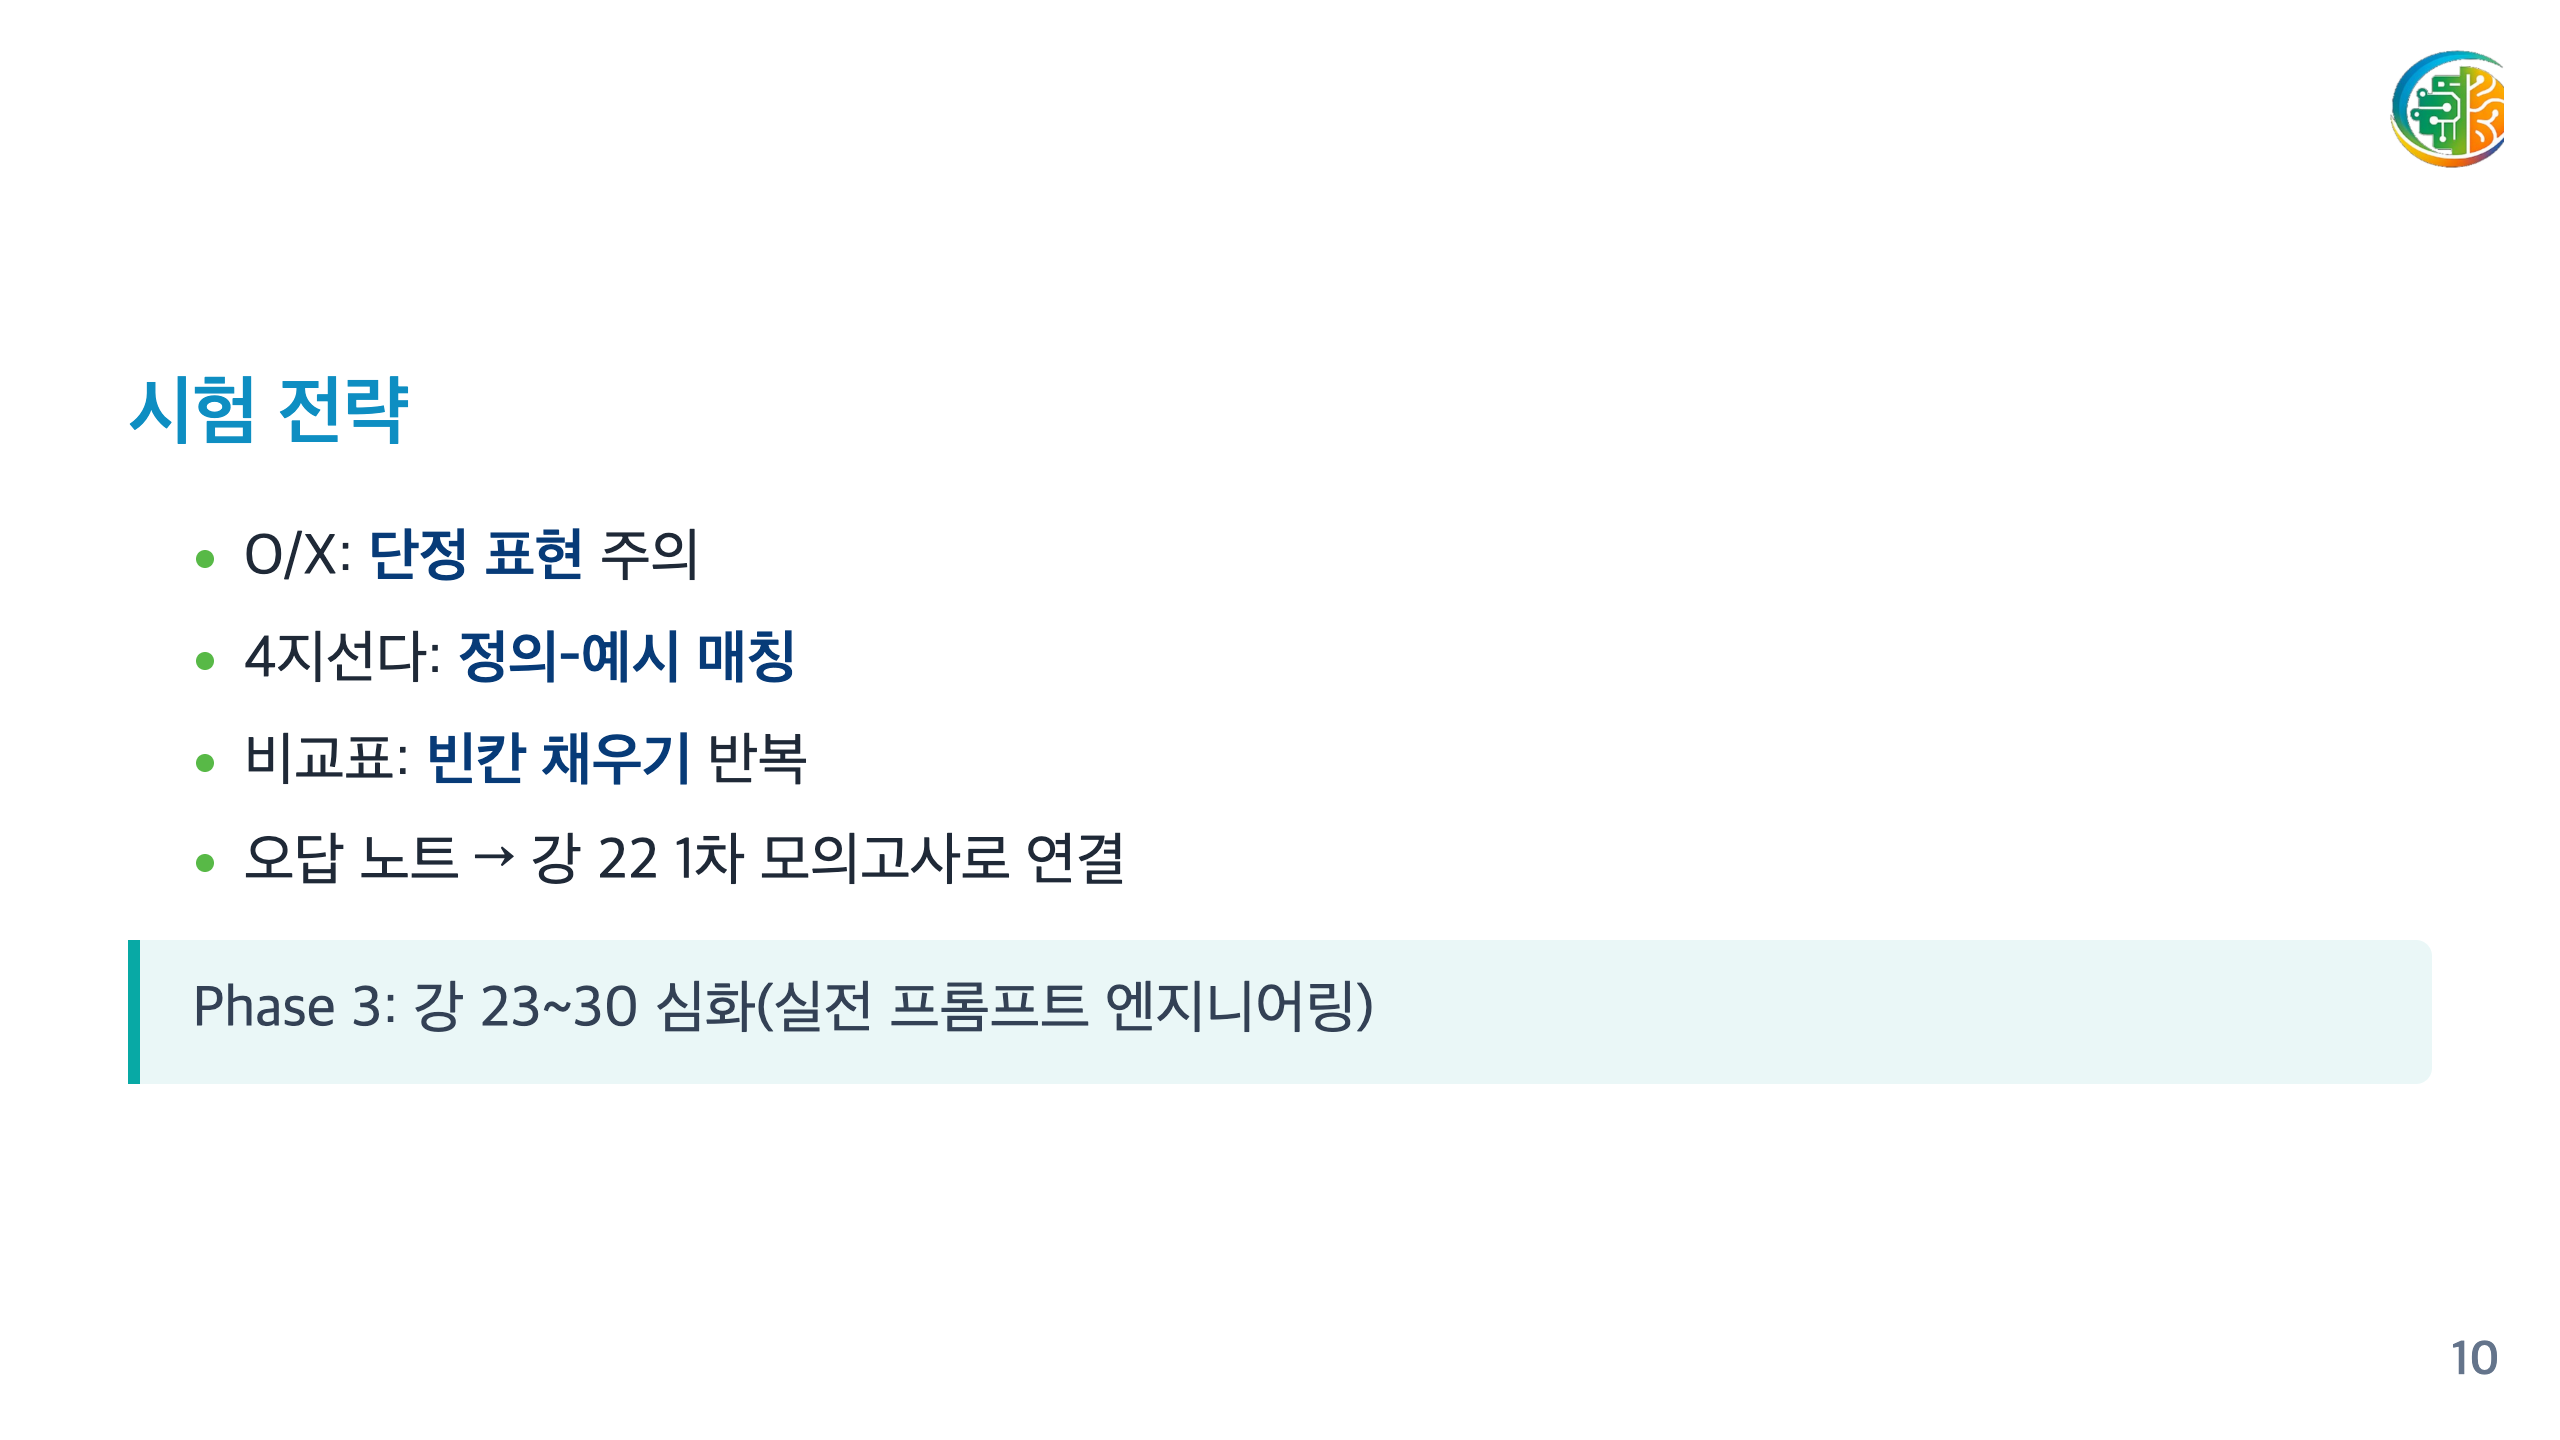 시험 전략
O/X: 단정 표현 주의
4지선다: 정의-예시 매칭
비교표: 빈칸 채우기 반복
오답 노트 → 강 22 1차 모의고사로 연결
Phase 3: 강 23~30 심화(실전 프롬프트 엔지니어링)
10